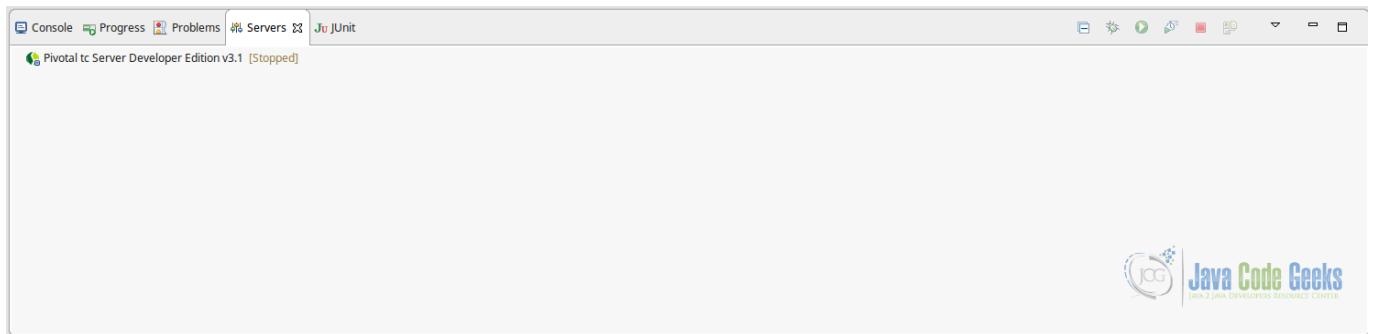 Console Progress Problems Servers JU JUnit
Pivotal tc Server Developer Edition v3.1 [Stopped]
JCG
Java Code Geeks
JAVA 2 JAVA DEVELOPERS RESOURCE CENTER